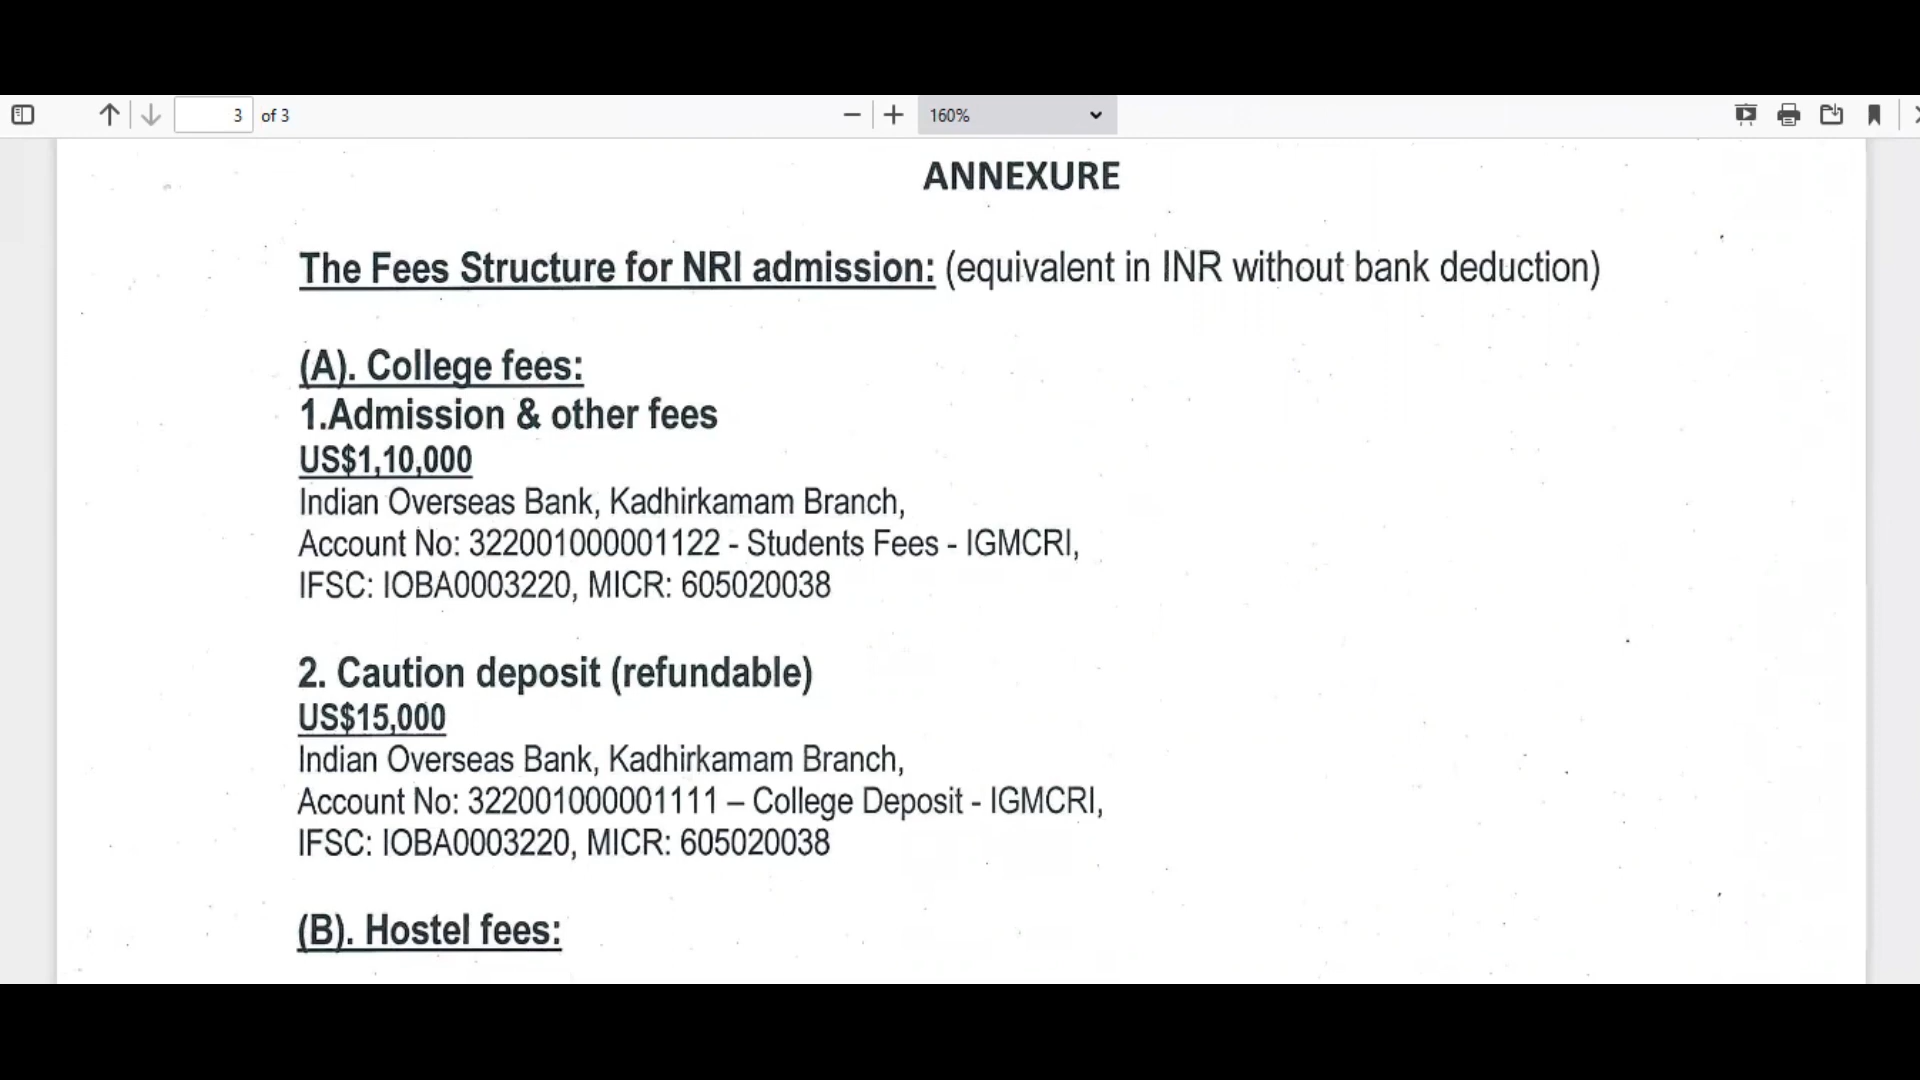 3 of 3
160%
ANNEXURE
The Fees Structure for NRI admission: (equivalent in INR without bank deduction)
(A). College fees:
1.Admission & other fees
US$1,10,000
Indian Overseas Bank, Kadhirkamam Branch,
Account No: 322001000001122 - Students Fees - IGMCRI,
IFSC: IOBA0003220, MICR: 605020038
2. Caution deposit (refundable)
US$15,000
Indian Overseas Bank, Kadhirkamam Branch,
Account No: 322001000001111 – College Deposit - IGMCRI,
IFSC: IOBA0003220, MICR: 605020038
(B). Hostel fees: